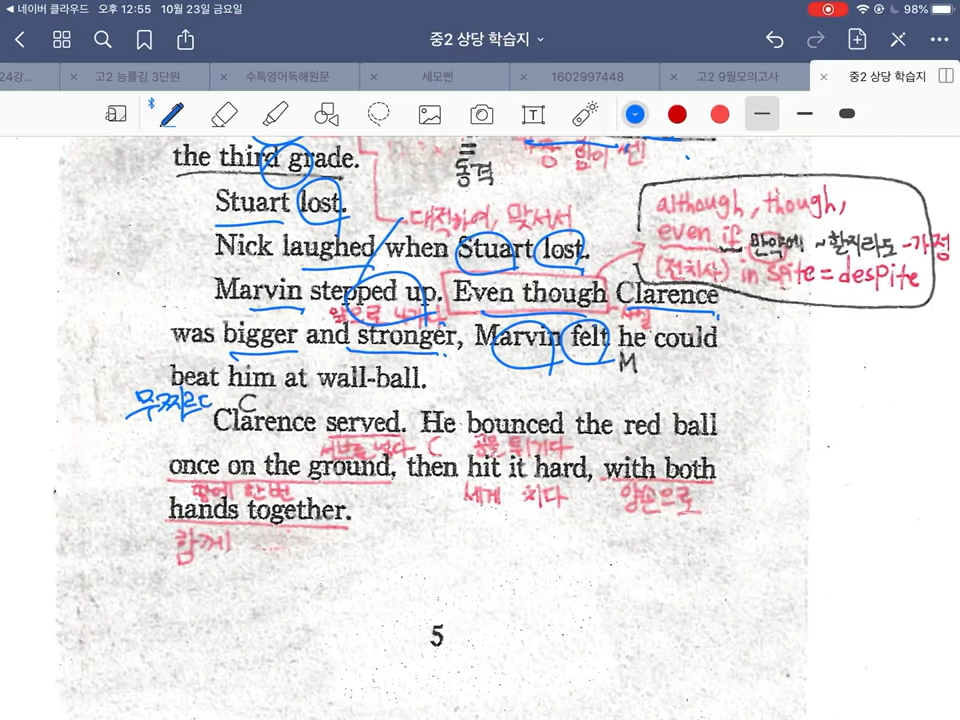 네이버 클라우드 오후 12:55 10월 23일 금요일 98%
중2 상당 학습지
24강... 고2 능률김 3단원 수특영어독해원문 세모삔 1602997448 고2 9월모의고사 중2 상당 학습지
the third grade.
= 동격
Stuart lost.
대적하여, 맞서서
although, though,
Nick laughed when Stuart lost.
even if 만약에 ~할지라도 -가정
(전치사) in spite = despite
Marvin stepped up. Even though Clarence
앞으로 나가다 사실
was bigger and stronger, Marvin felt he could
M
beat him at wall-ball.
무찌르다 C
Clarence served. He bounced the red ball
서브를 넣다 C 공을 튀기다
once on the ground, then hit it hard, with both
땅에 한번 세게 치다 양손으로
hands together.
함께
5